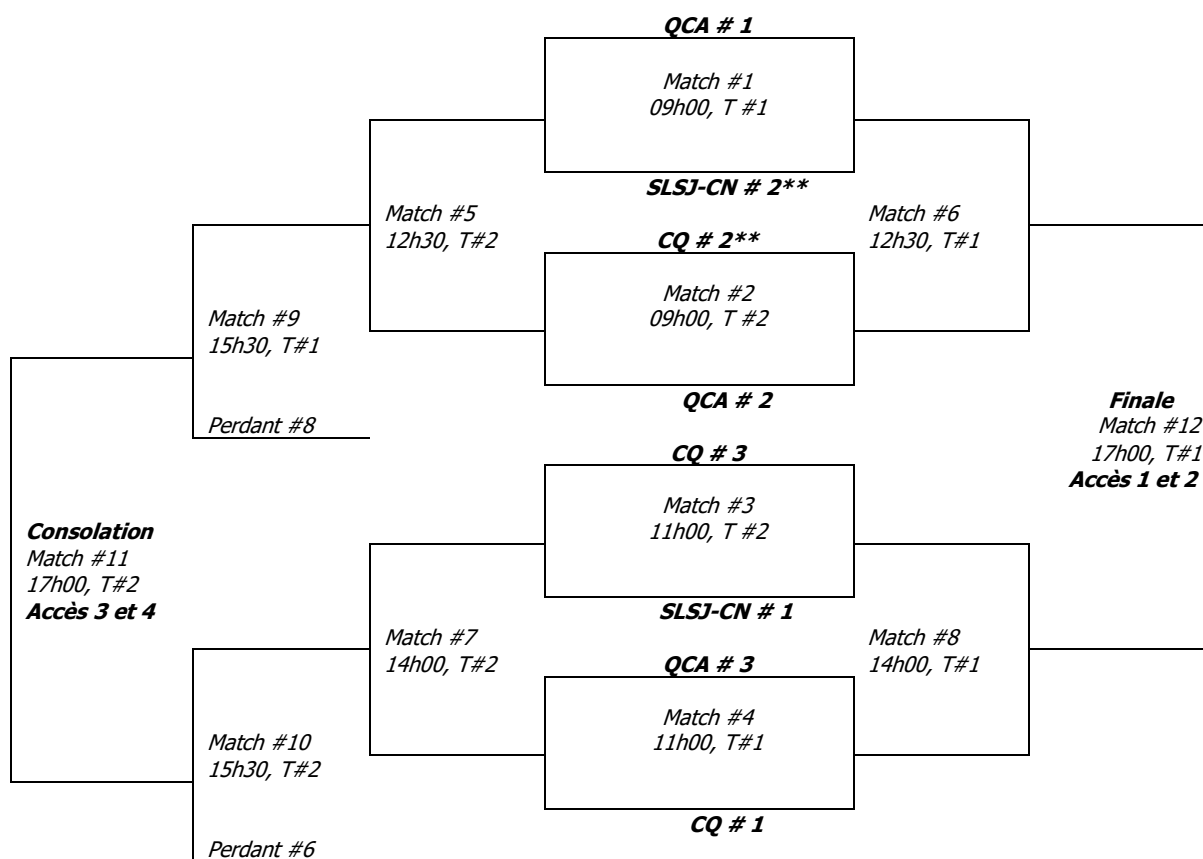 QCA # 1
Match #1
09h00, T #1
SLSJ-CN # 2**
Match #5
12h30, T#2
Match #6
12h30, T#1
CQ # 2**
Match #2
09h00, T #2
Match #9
15h30, T#1
QCA # 2
Perdant #8
Finale
Match #12
17h00, T#1
Accès 1 et 2
CQ # 3
Match #3
11h00, T #2
Consolation
Match #11
17h00, T#2
Accès 3 et 4
SLSJ-CN # 1
Match #7
14h00, T#2
Match #8
14h00, T#1
QCA # 3
Match #4
11h00, T#1
Match #10
15h30, T#2
CQ # 1
Perdant #6